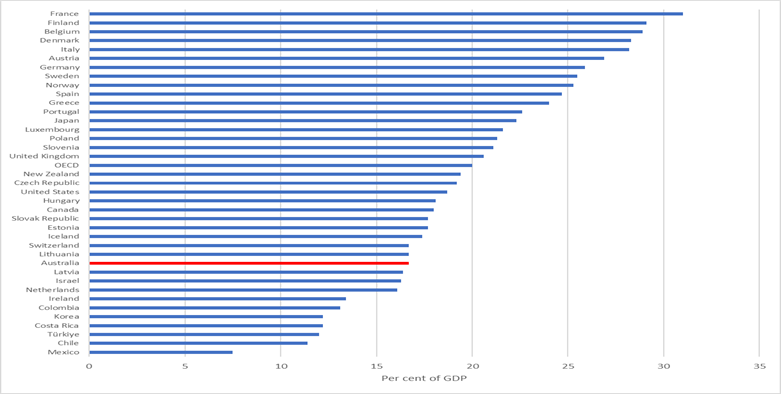 France
Finland
Belgium
Denmark
Italy
Austria
Germany
Sweden
Norway
Spain
Greece
Portugal
Japan
Luxembourg
Poland
Slovenia
United Kingdom
OECD
New Zealand
Czech Republic
United States
Hungary
Canada
Slovak Republic
Estonia
Iceland
Switzerland
Lithuania
Australia
Latvia
Israel
Netherlands
Ireland
Colombia
Korea
Costa Rica
Türkiye
Chile
Mexico
0 5 10 15 20 25 30 35
Per cent of GDP